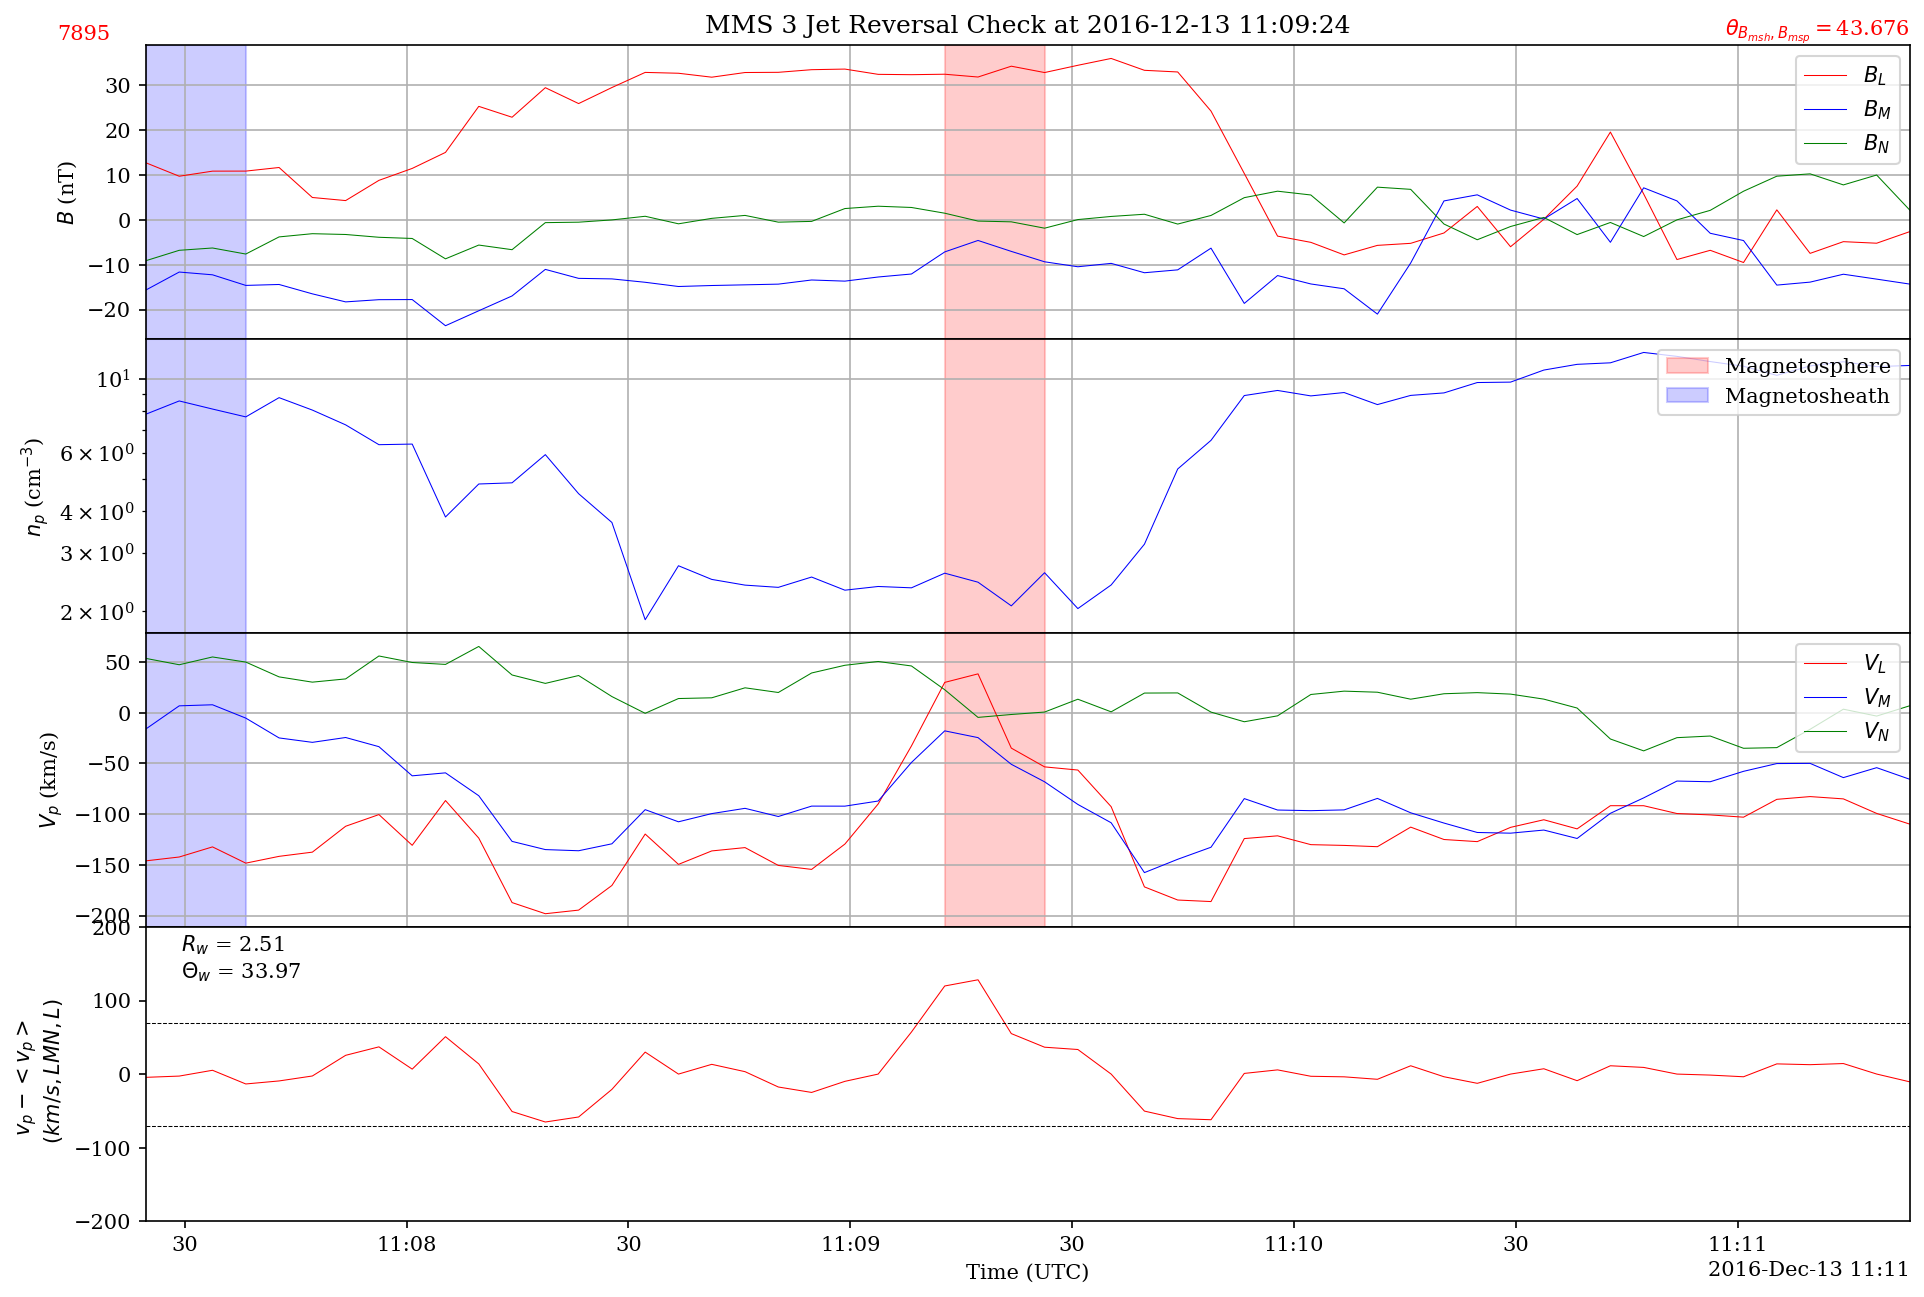 7895
MMS 3 Jet Reversal Check at 2016-12-13 11:09:24
θ_{B_{msh}, B_{msp}} = 43.676
B (nT)
30
20
10
0
−10
−20
B_L
B_M
B_N
n_p (cm^{−3})
10^1
6 × 10^0
4 × 10^0
3 × 10^0
2 × 10^0
Magnetosphere
Magnetosheath
V_p (km/s)
50
0
−50
−100
−150
−200
V_L
V_M
V_N
v_p − < v_p >
(km/s, LMN, L)
200
100
0
−100
−200
R_w = 2.51
Θ_w = 33.97
30
11:08
30
11:09
30
11:10
30
11:11
Time (UTC)
2016-Dec-13 11:11